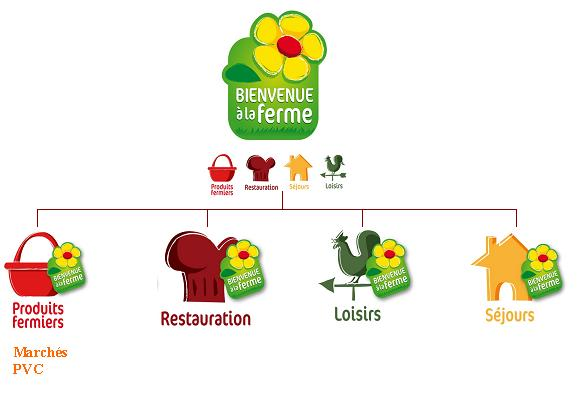 BIENVENUE
à la ferme
Produits
fermiers
Restauration
Séjours
Loisirs
BIENVENUE
à la ferme
Produits
fermiers
BIENVENUE
à la ferme
Restauration
BIENVENUE
à la ferme
Loisirs
BIENVENUE
à la ferme
Séjours
Marchés
PVC